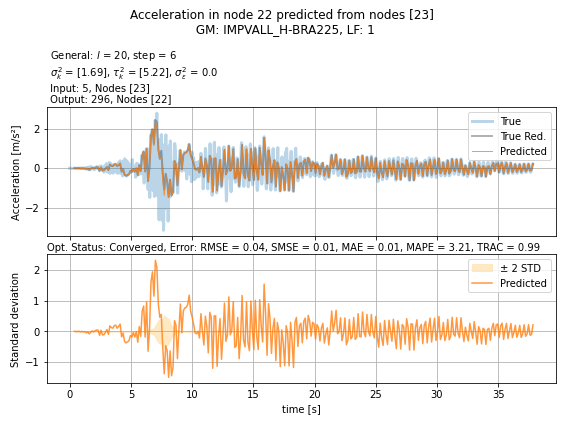 Acceleration in node 22 predicted from nodes [23]
GM: IMPVALL_H-BRA225, LF: 1
General: l = 20, step = 6
σ²ₖ = [1.69], τ²ₖ = [5.22], σ²ε = 0.0
Input: 5, Nodes [23]
Output: 296, Nodes [22]
Acceleration [m/s²]
2
0
−2
True
True Red.
Predicted
Opt. Status: Converged, Error: RMSE = 0.04, SMSE = 0.01, MAE = 0.01, MAPE = 3.21, TRAC = 0.99
Standard deviation
2
1
0
−1
± 2 STD
Predicted
0 5 10 15 20 25 30 35
time [s]